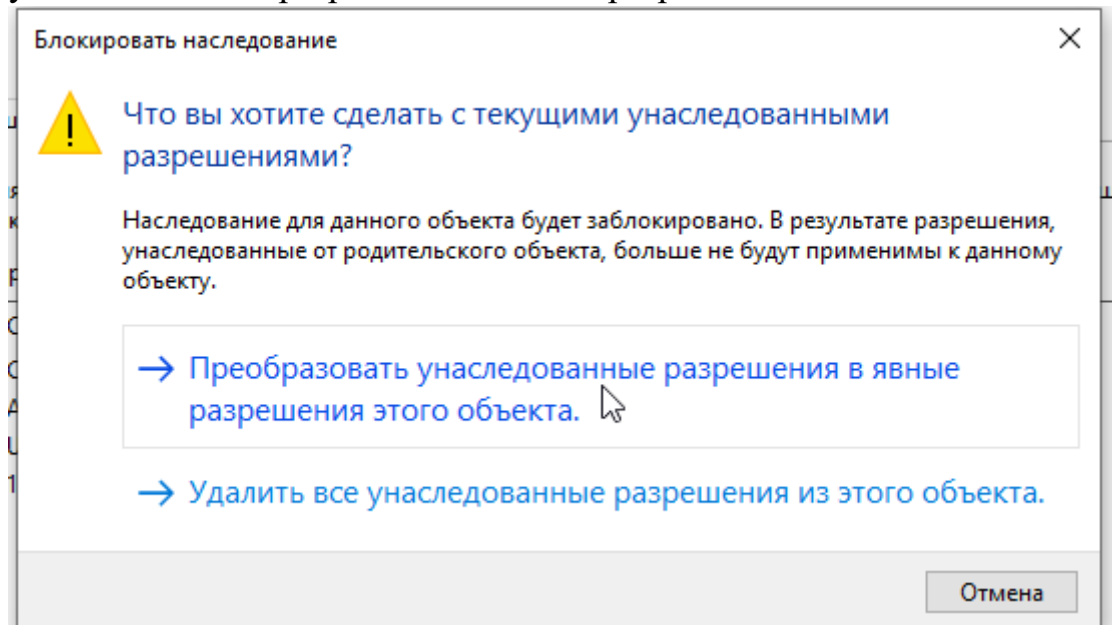 Блокировать наследование
Что вы хотите сделать с текущими унаследованными
разрешениями?
Наследование для данного объекта будет заблокировано. В результате разрешения,
унаследованные от родительского объекта, больше не будут применимы к данному
объекту.
→ Преобразовать унаследованные разрешения в явные
разрешения этого объекта.
→ Удалить все унаследованные разрешения из этого объекта.
Отмена